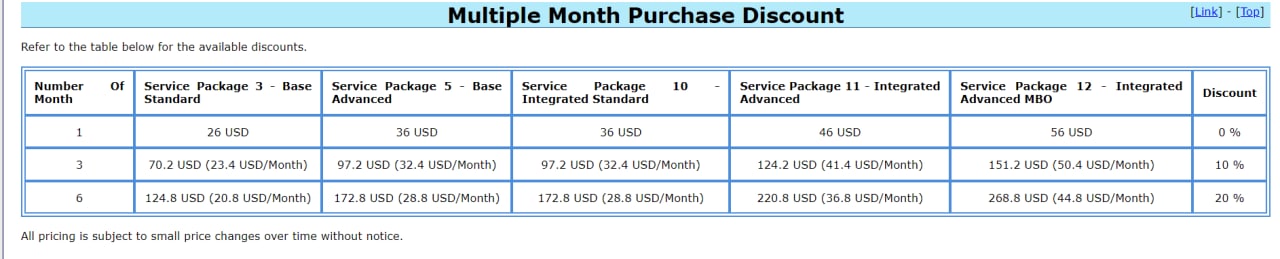 Multiple Month Purchase Discount
[Link] - [Top]
Refer to the table below for the available discounts.
Number Of Month Service Package 3 - Base Standard Service Package 5 - Base Advanced Service Package 10 - Integrated Standard Service Package 11 - Integrated Advanced Service Package 12 - Integrated Advanced MBO Discount
1 26 USD 36 USD 36 USD 46 USD 56 USD 0 %
3 70.2 USD (23.4 USD/Month) 97.2 USD (32.4 USD/Month) 97.2 USD (32.4 USD/Month) 124.2 USD (41.4 USD/Month) 151.2 USD (50.4 USD/Month) 10 %
6 124.8 USD (20.8 USD/Month) 172.8 USD (28.8 USD/Month) 172.8 USD (28.8 USD/Month) 220.8 USD (36.8 USD/Month) 268.8 USD (44.8 USD/Month) 20 %
All pricing is subject to small price changes over time without notice.